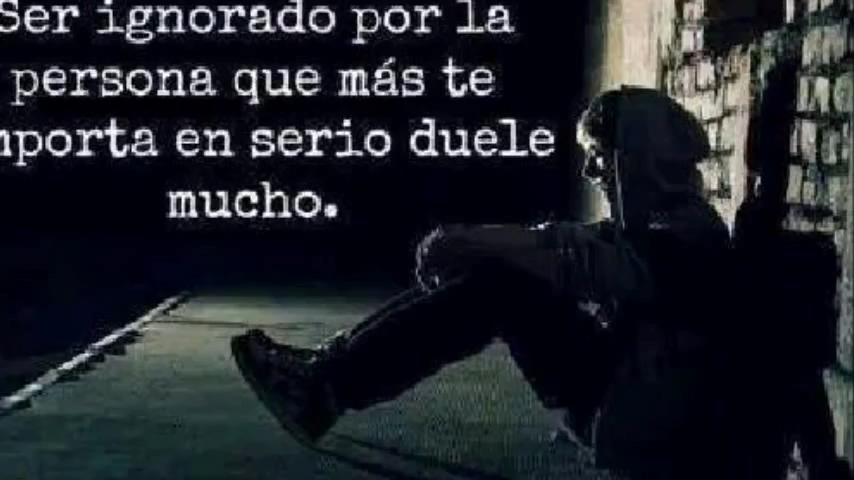 Ser ignorado por la
persona que más te
mporta en serio duele
mucho.